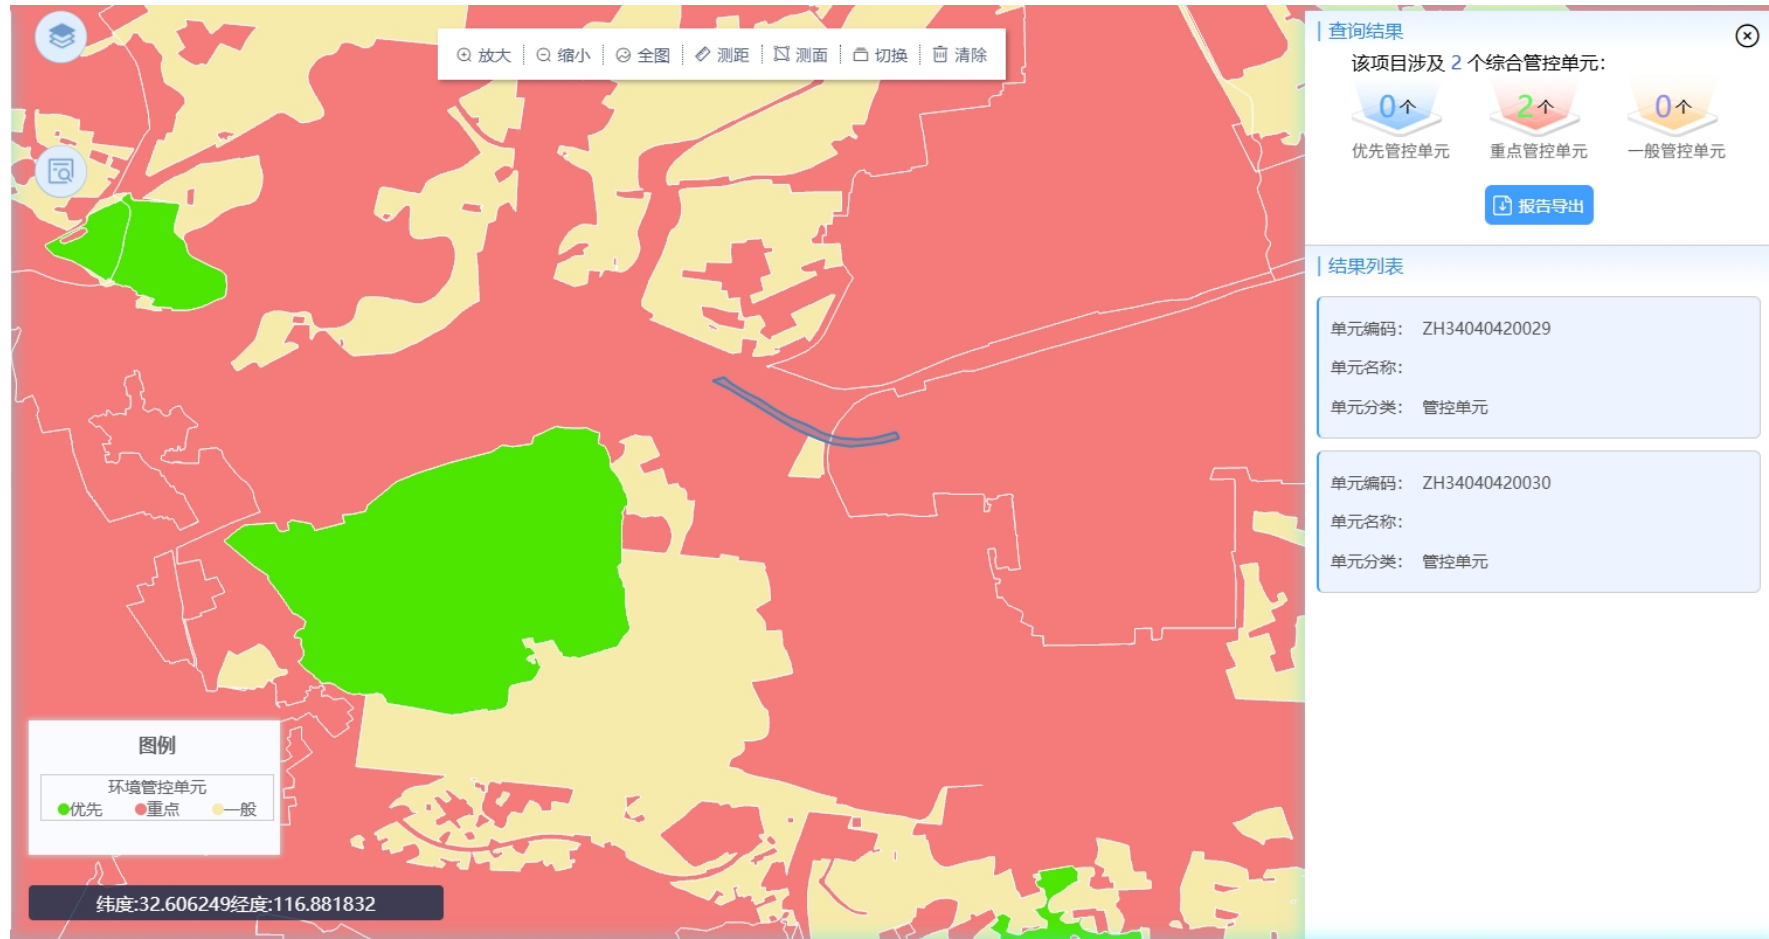 放大 缩小 全图 测距 测面 切换 清除
查询结果
该项目涉及 2 个综合管控单元:
0个 2个 0个
优先管控单元 重点管控单元 一般管控单元
报告导出
结果列表
单元编码: ZH34040420029
单元名称:
单元分类: 管控单元
单元编码: ZH34040420030
单元名称:
单元分类: 管控单元
图例
环境管控单元
优先 重点 一般
纬度:32.606249经度:116.881832